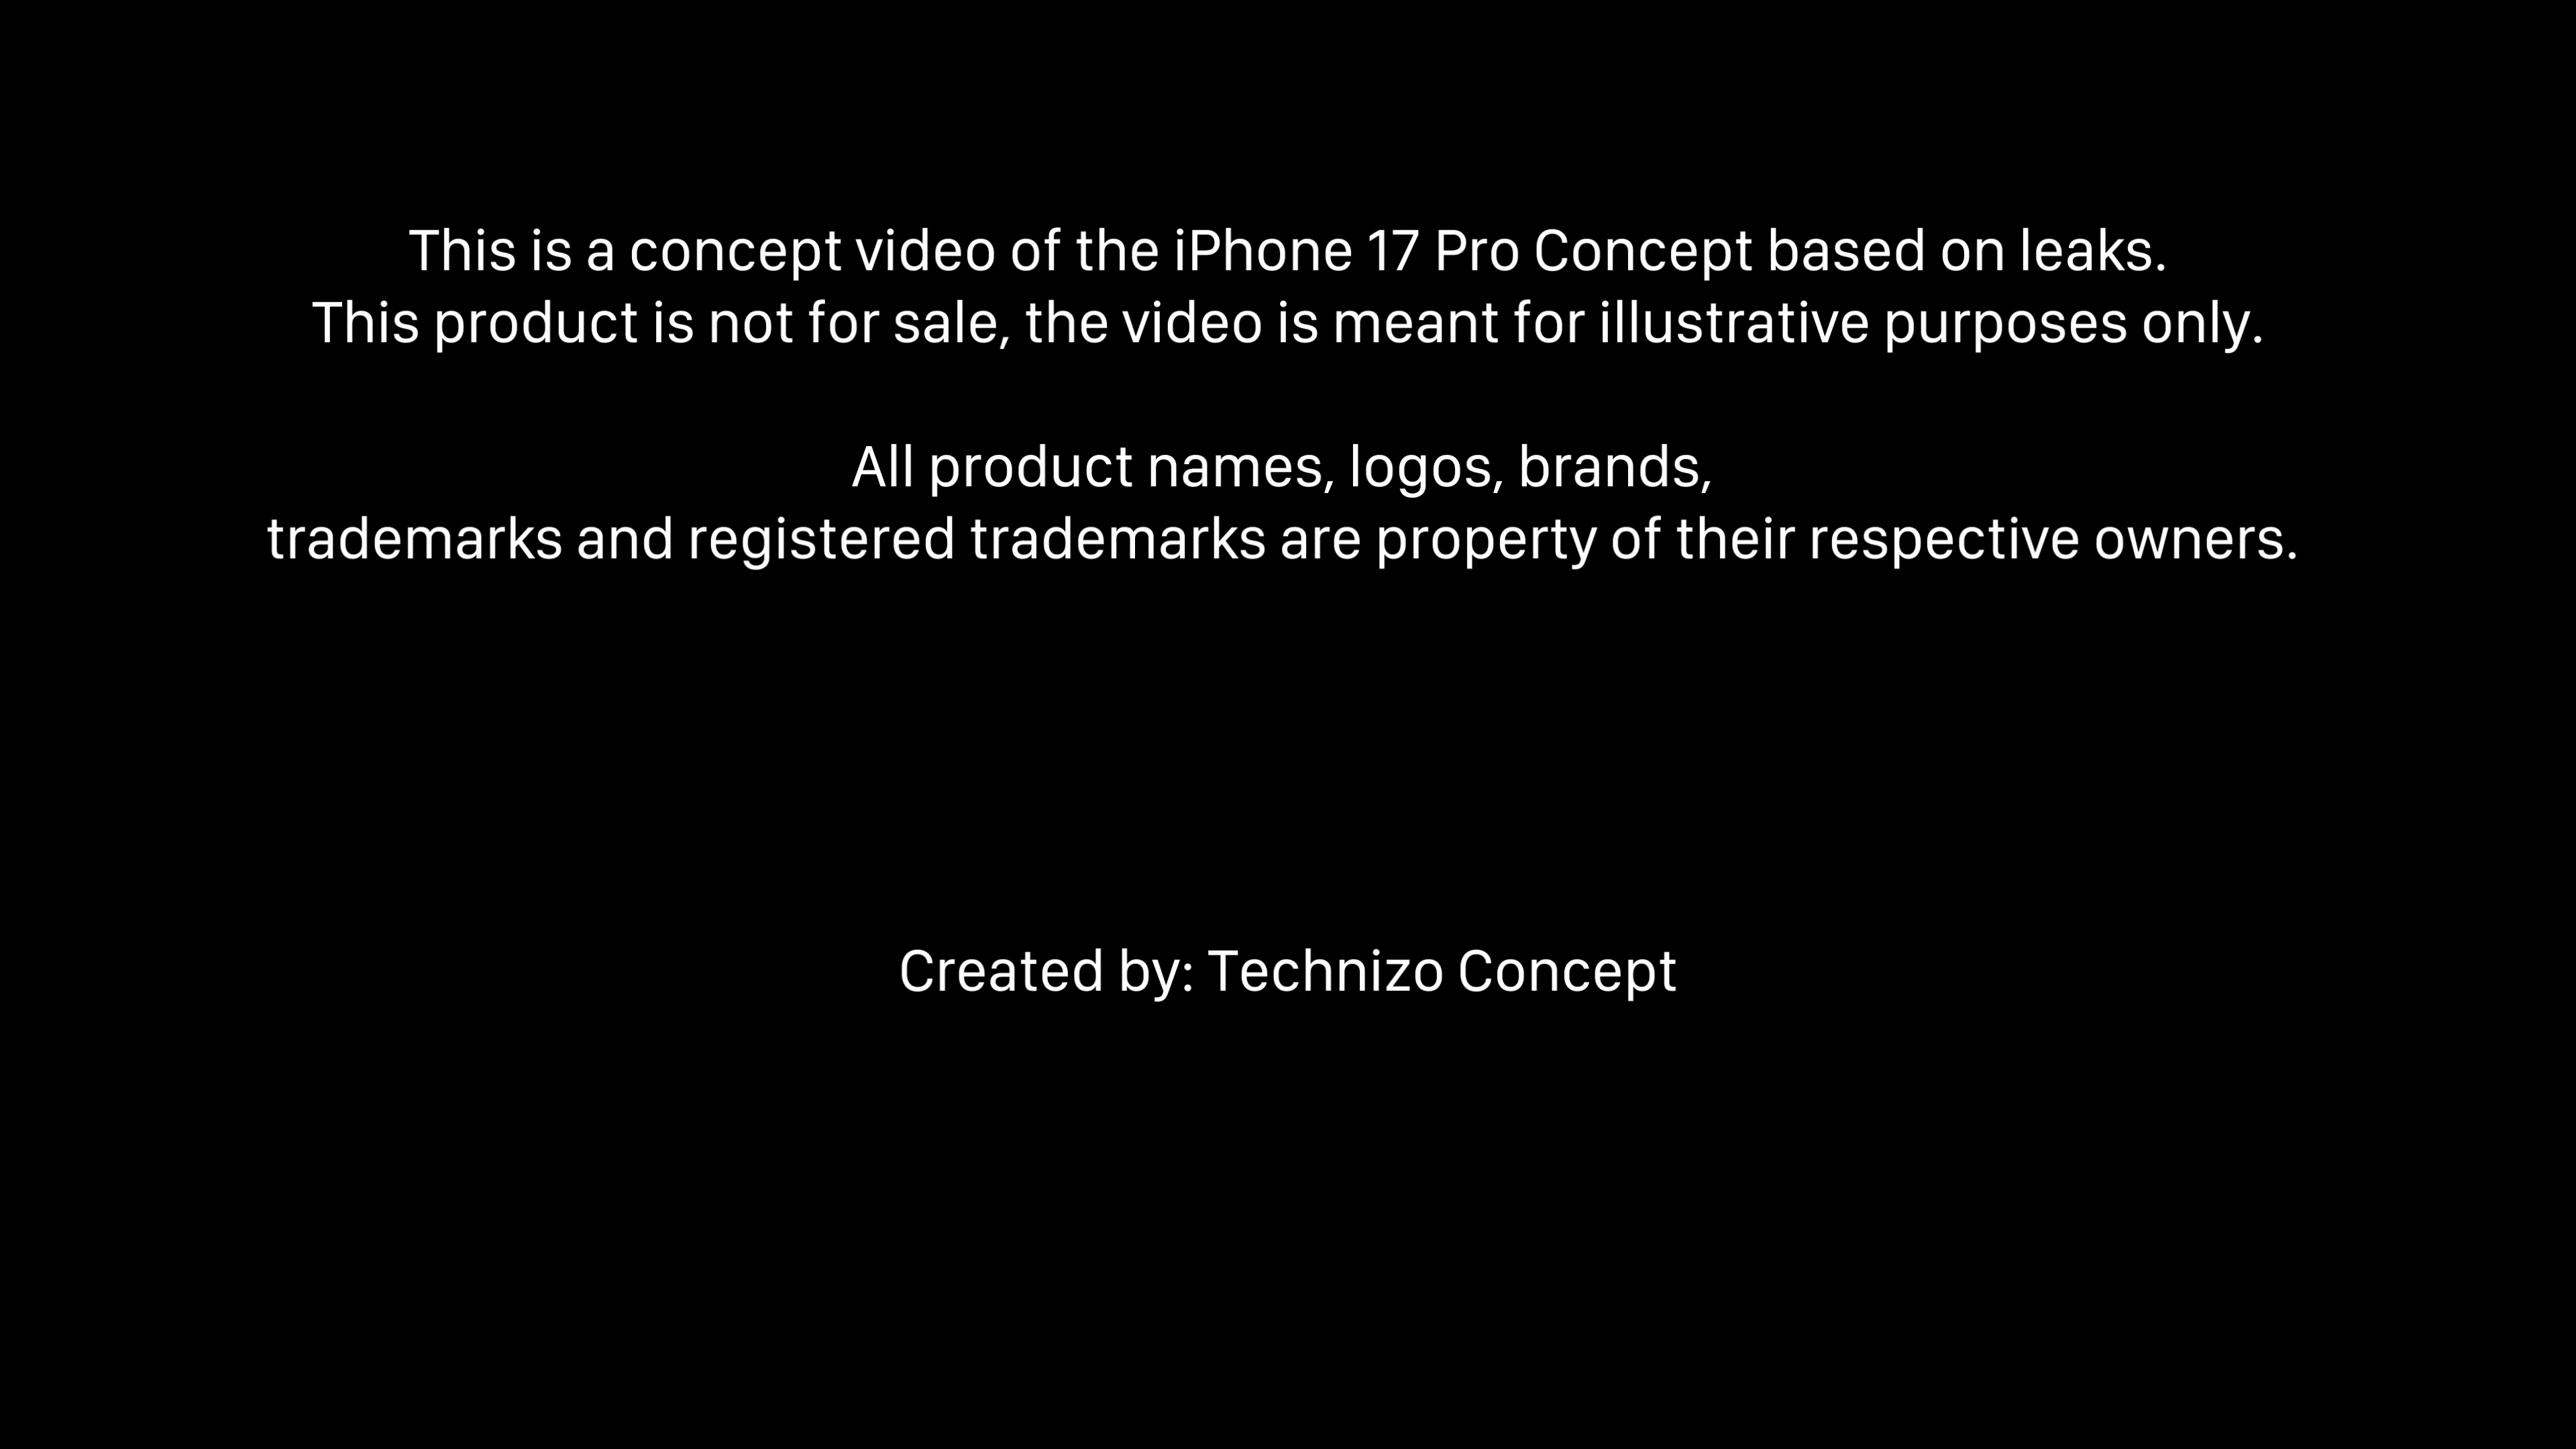 This is a concept video of the iPhone 17 Pro Concept based on leaks.
This product is not for sale, the video is meant for illustrative purposes only.
All product names, logos, brands,
trademarks and registered trademarks are property of their respective owners.
Created by: Technizo Concept